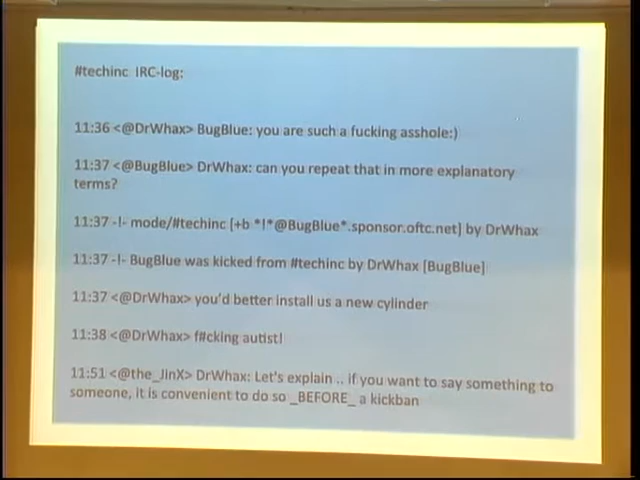 #techinc IRC-log:
11:36 <@DrWhax> BugBlue: you are such a fucking asshole:)
11:37 <@BugBlue> DrWhax: can you repeat that in more explanatory
terms?
11:37 -!- mode/#techinc [+b *!*@BugBlue*.sponsor.oftc.net] by DrWhax
11:37 -!- BugBlue was kicked from #techinc by DrWhax [BugBlue]
11:37 <@DrWhax> you'd better install us a new cylinder
11:38 <@DrWhax> f#cking autist!
11:51 <@the_JinX> DrWhax: Let's explain .. if you want to say something to
someone, it is convenient to do so _BEFORE_ a kickban